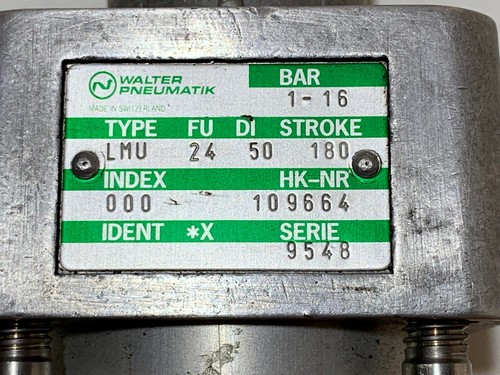 WALTER BAR
PNEUMATIK
MADE IN SWITZERLAND 1-16
TYPE FU DI STROKE
LMU 24 50 180
INDEX HK-NR
000 109664
IDENT *X SERIE
9548